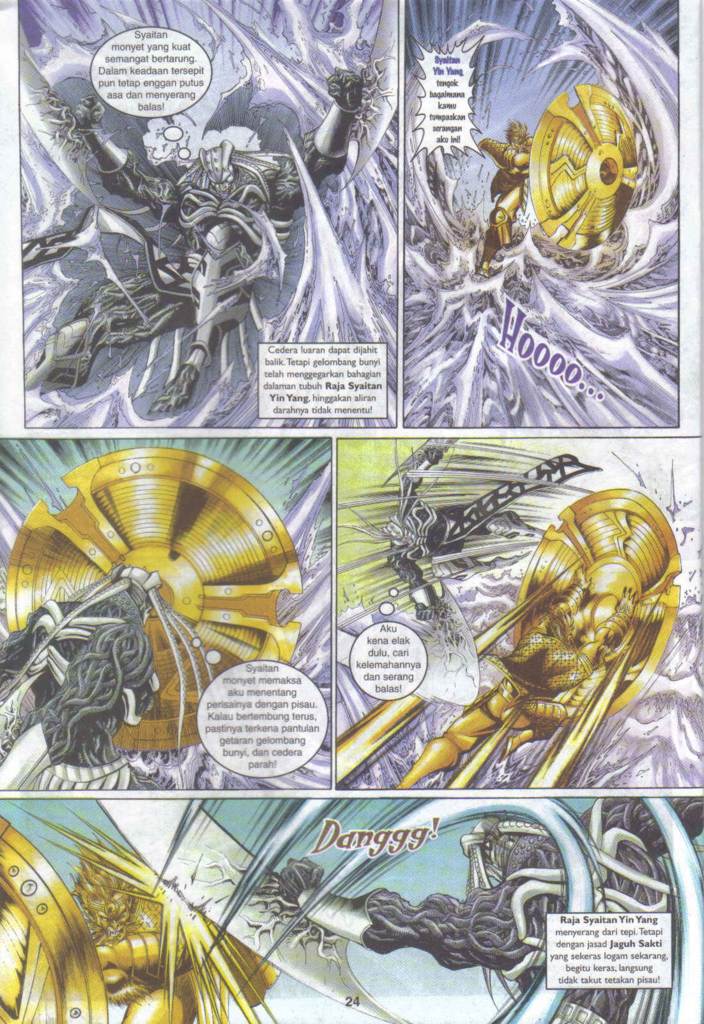 Syaitan
monyet yang kuat
semangat bertarung.
Dalam keadaan tersepit
pun tetap enggan putus
asa dan menyerang
balas!
Cedera luaran dapat dijahit
balik. Tetapi gelombang bunyi
telah menggegarkan bahagian
dalaman tubuh Raja Syaitan
Yin Yang, hinggakan aliran
darahnya tidak menentu!
Syaitan
Yin Yang
tengok
bagaimana
kamu
tumpaskan
serangan
aku ini!
Hoooo...
Syaitan
monyet memaksa
aku menentang
perisainya dengan pisau.
Kalau bertembung terus,
pastinya terkena pantulan
getaran gelombang
bunyi, dan cedera
parah!
Aku
kena elak
dulu, cari
kelemahannya
dan serang
balas!
Danggg!
Raja Syaitan Yin Yang
menyerang dari tepi. Tetapi
dengan jasad Jaguh Sakti
yang sekeras logam sekarang,
begitu keras, langsung
tidak takut tetakan pisau!
24